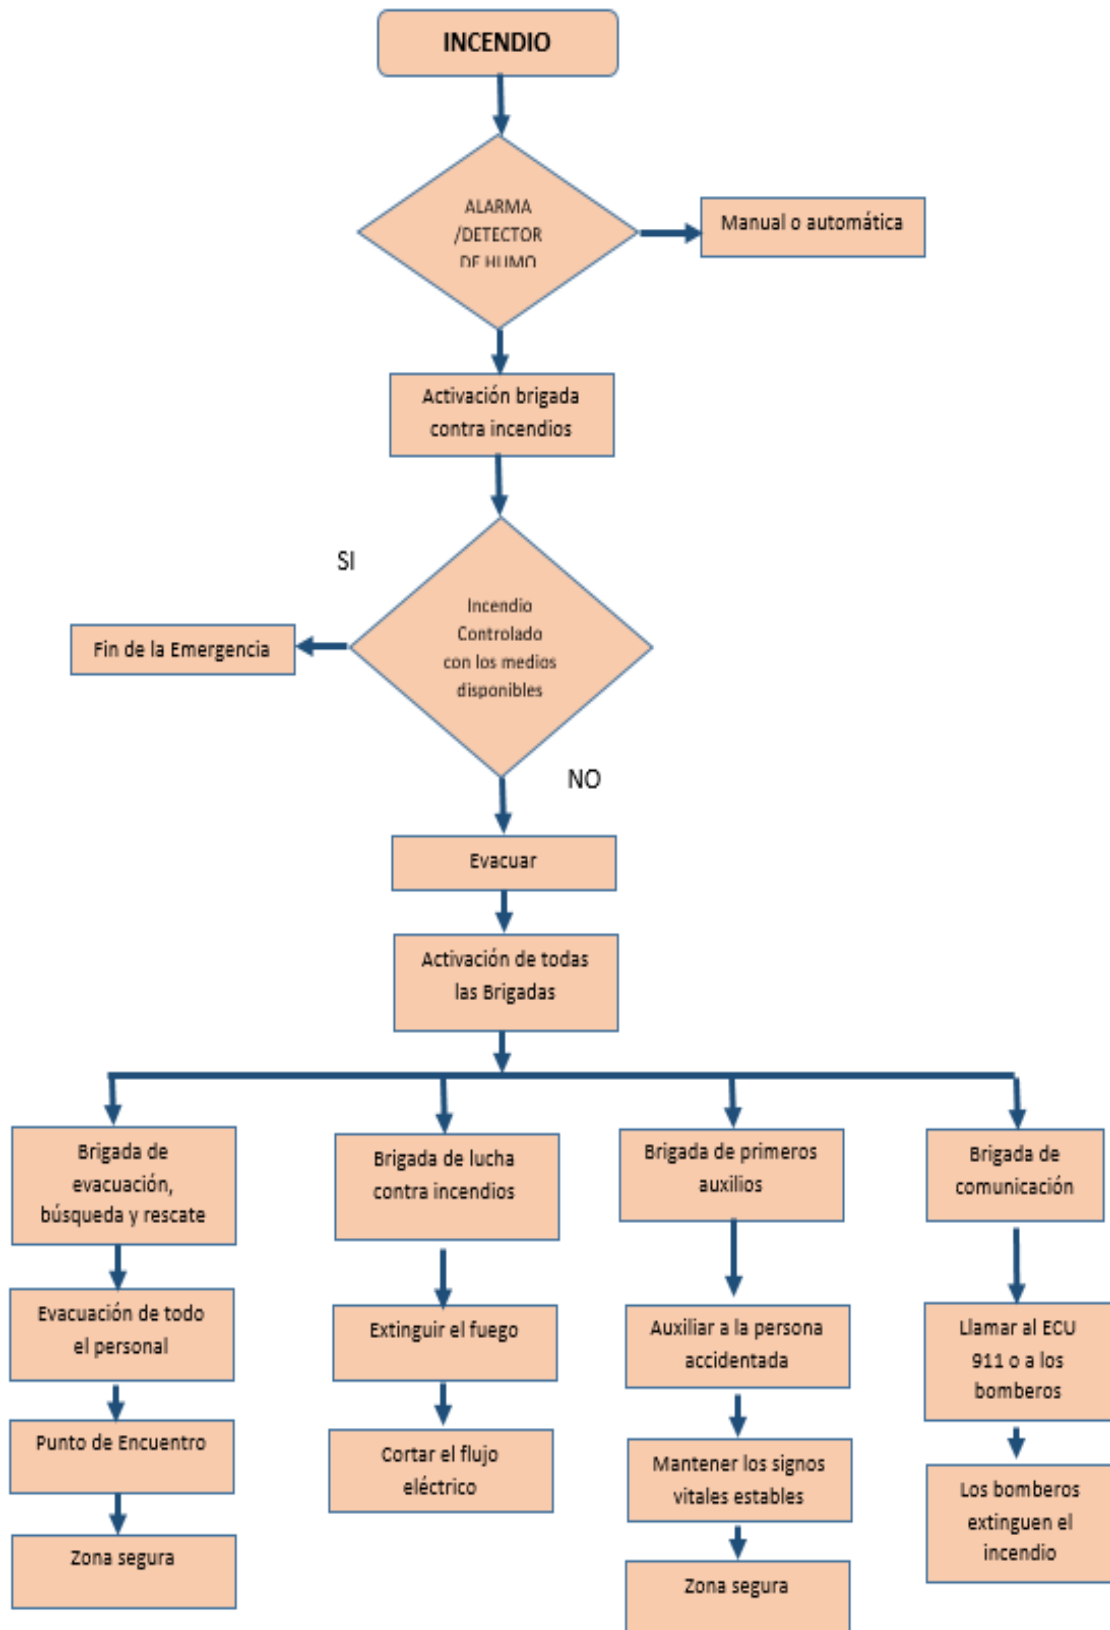 INCENDIO
ALARMA
/DETECTOR
DE HUMO
Manual o automática
Activación brigada
contra incendios
SI
Incendio
Controlado
con los medios
disponibles
Fin de la Emergencia
NO
Evacuar
Activación de todas
las Brigadas
Brigada de
evacuación,
búsqueda y rescate
Brigada de lucha
contra incendios
Brigada de primeros
auxilios
Brigada de
comunicación
Evacuación de todo
el personal
Extinguir el fuego
Auxiliar a la persona
accidentada
Llamar al ECU
911 o a los
bomberos
Punto de Encuentro
Cortar el flujo
eléctrico
Mantener los signos
vitales estables
Los bomberos
extinguen el
incendio
Zona segura
Zona segura